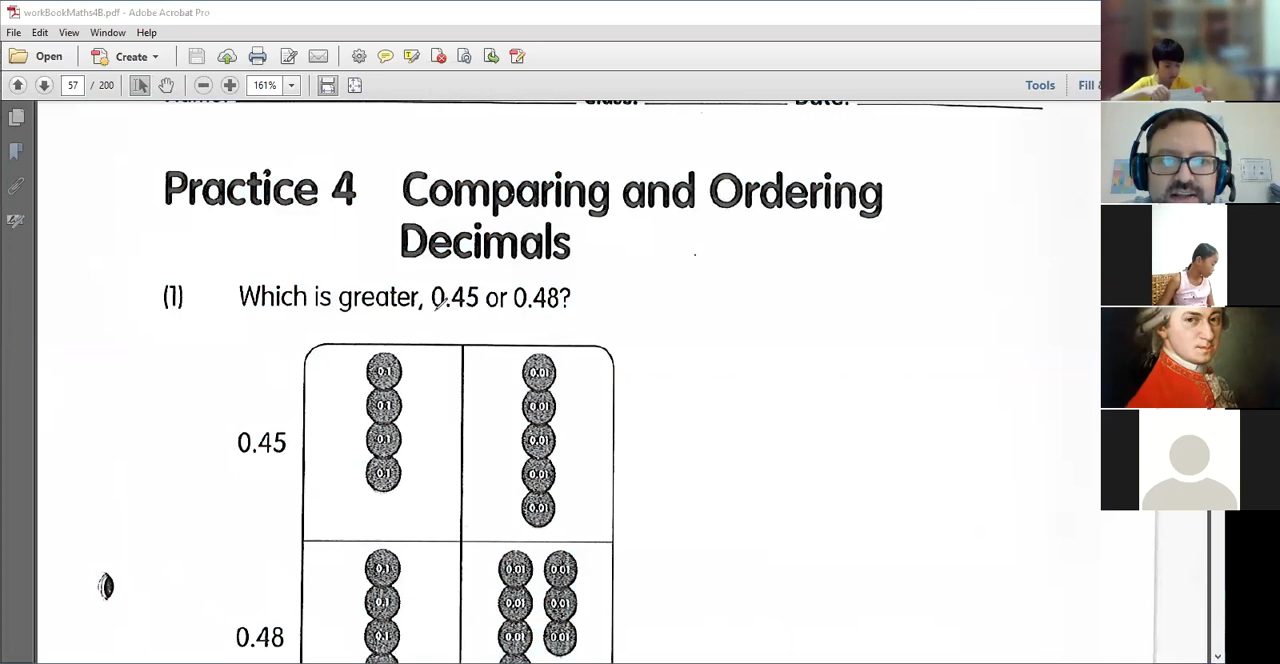 workBookMaths4B.pdf - Adobe Acrobat Pro
File Edit View Window Help
Open Create
57 / 200 161% Tools Fill &
Class: Date:
Practice 4 Comparing and Ordering
Decimals
(1) Which is greater, 0.45 or 0.48?
0.1 0.01
0.1 0.01
0.45 0.1 0.01
0.1 0.01
0.01
0.1 0.01 0.01
0.1 0.01 0.01
0.48 0.1 0.01 0.01